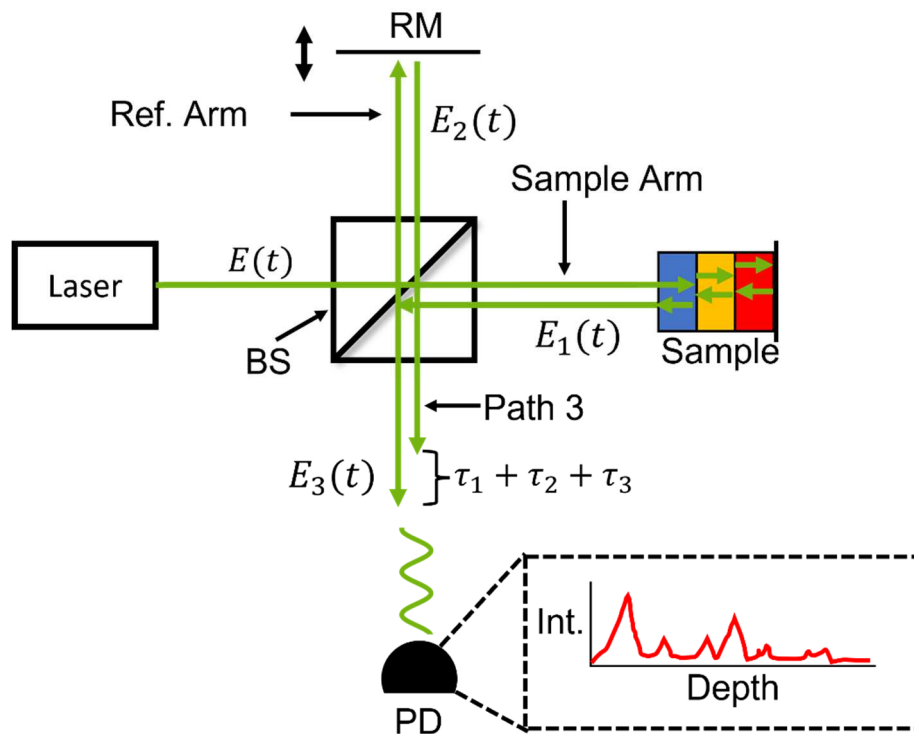 RM
Ref. Arm
E₂(t)
Sample Arm
Laser
E(t)
E₁(t)
BS
Sample
Path 3
E₃(t)
τ₁ + τ₂ + τ₃
Int.
Depth
PD